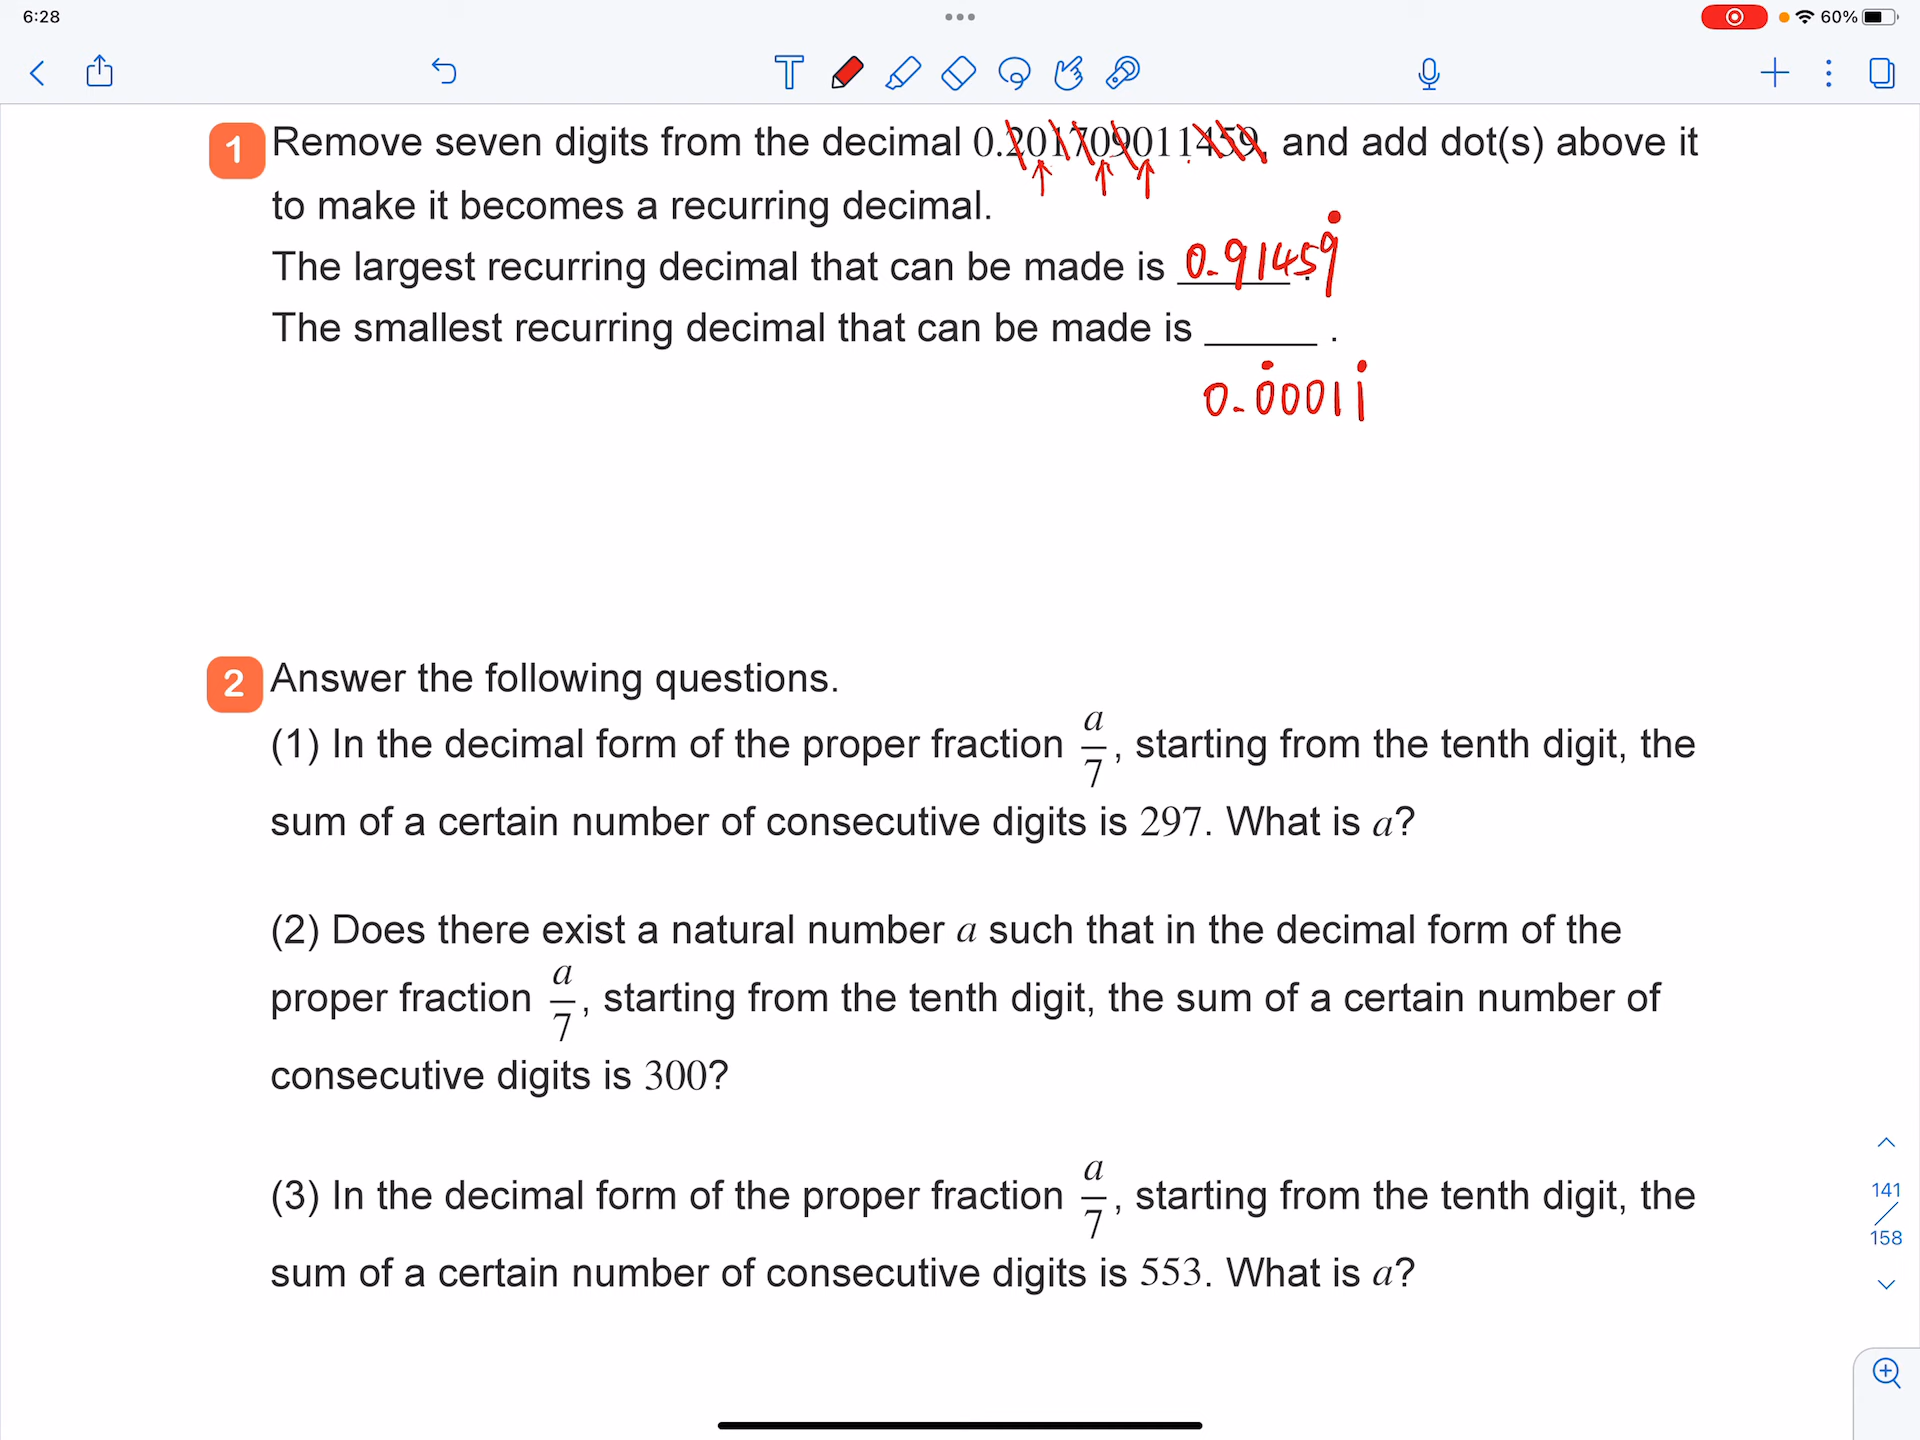 6:28
60%
1 Remove seven digits from the decimal 0.201709011459, and add dot(s) above it
to make it becomes a recurring decimal.
The largest recurring decimal that can be made is 0.91459̇ .
The smallest recurring decimal that can be made is ______ .
0.0̇0011̇
2 Answer the following questions.
(1) In the decimal form of the proper fraction a/7, starting from the tenth digit, the
sum of a certain number of consecutive digits is 297. What is a?
(2) Does there exist a natural number a such that in the decimal form of the
proper fraction a/7, starting from the tenth digit, the sum of a certain number of
consecutive digits is 300?
(3) In the decimal form of the proper fraction a/7, starting from the tenth digit, the
sum of a certain number of consecutive digits is 553. What is a?
141
158